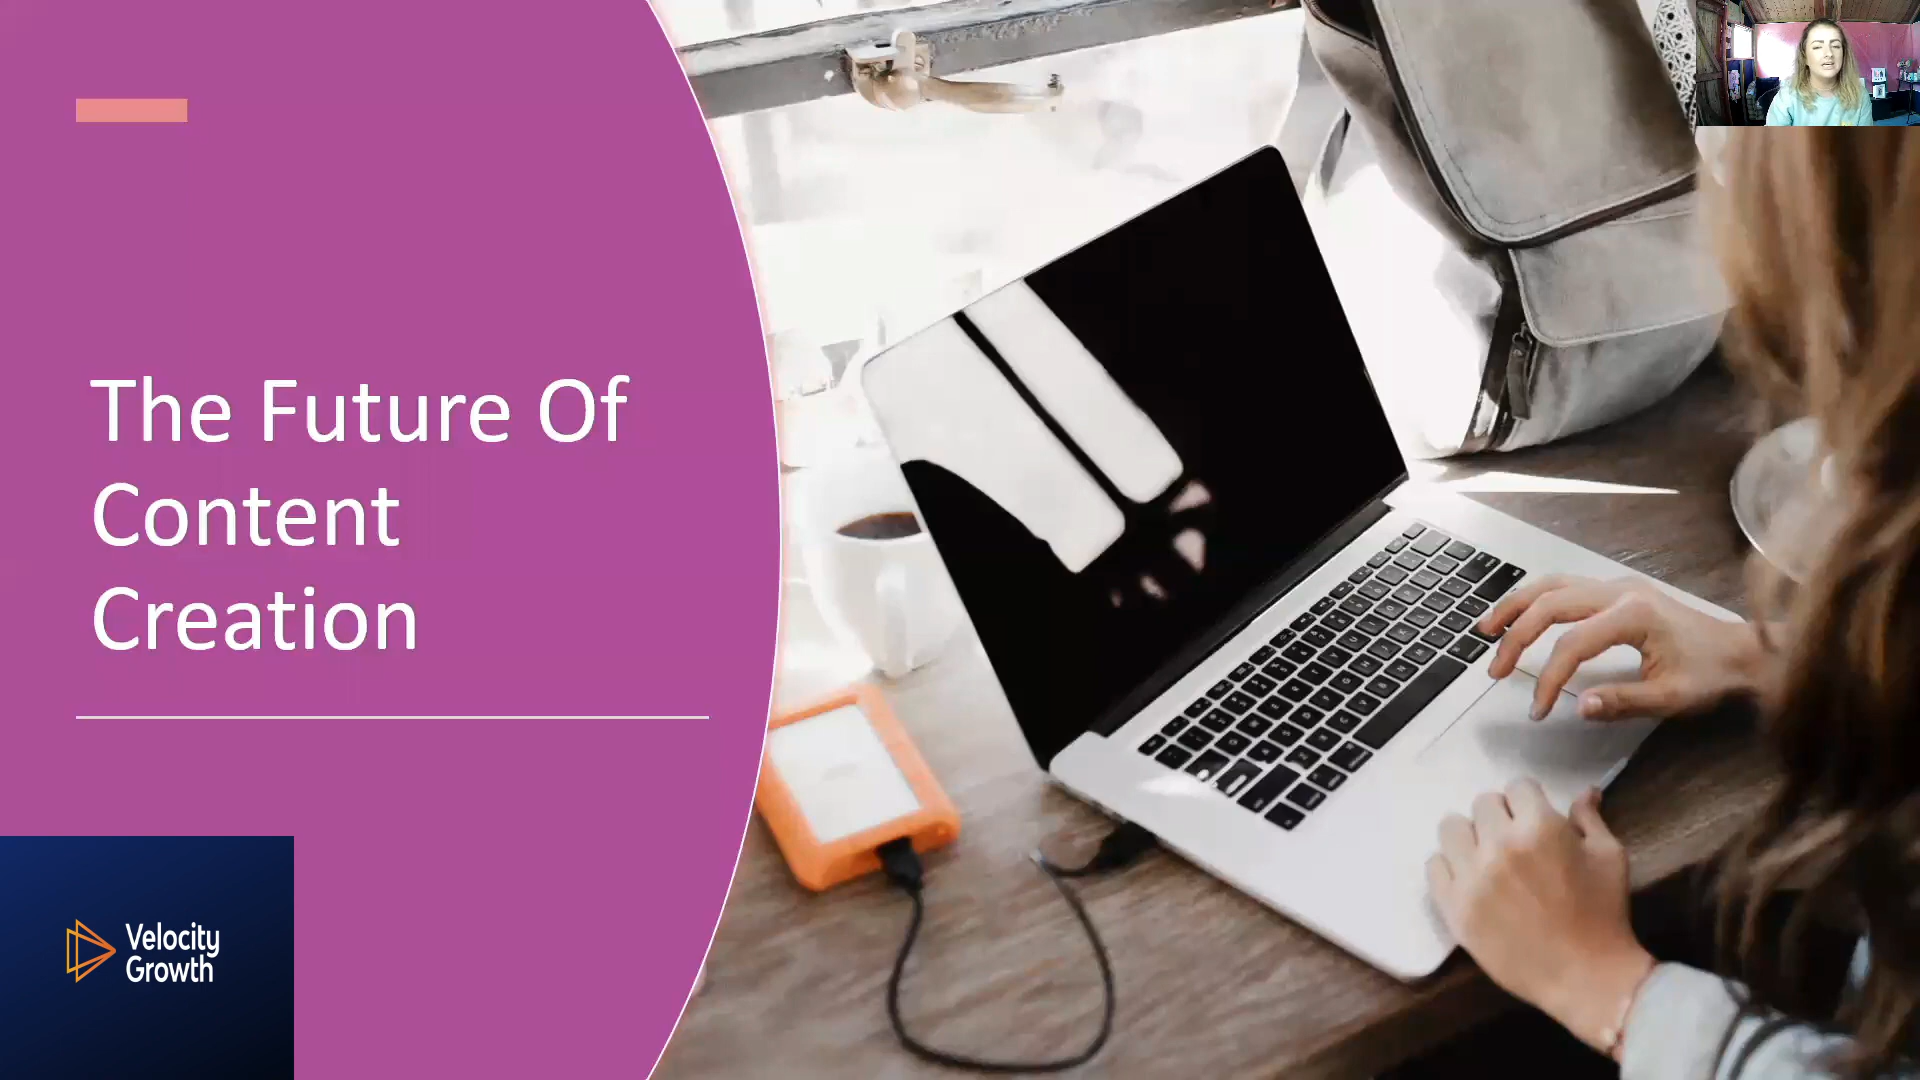 The Future Of
Content
Creation
Velocity
Growth